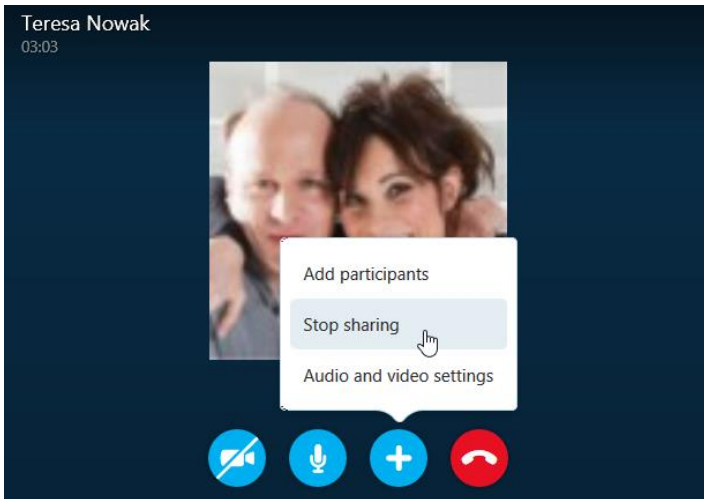 Teresa Nowak
03:03
Add participants
Stop sharing
Audio and video settings